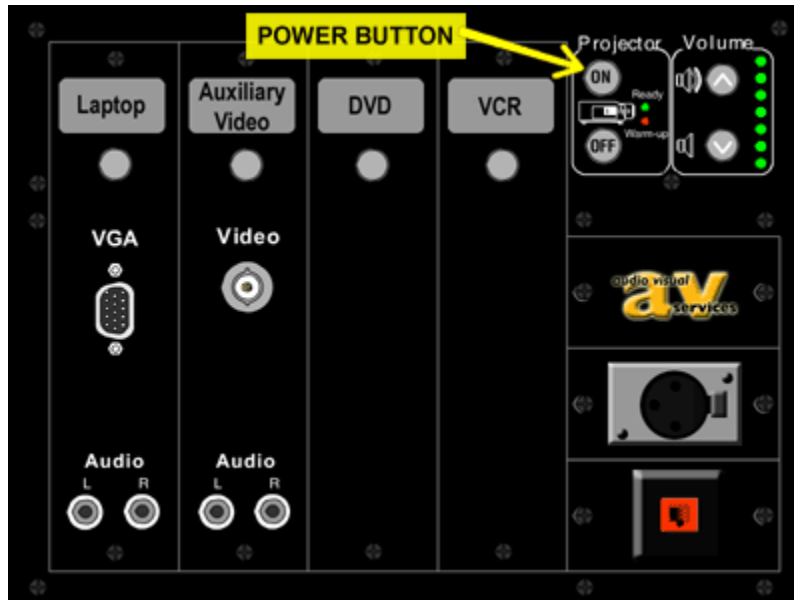 POWER BUTTON
Projector
Volume
Laptop
Auxiliary
Video
DVD
VCR
ON
Ready
Warm-up
OFF
VGA
Video
audio visual
av
services
Audio
L R
Audio
L R